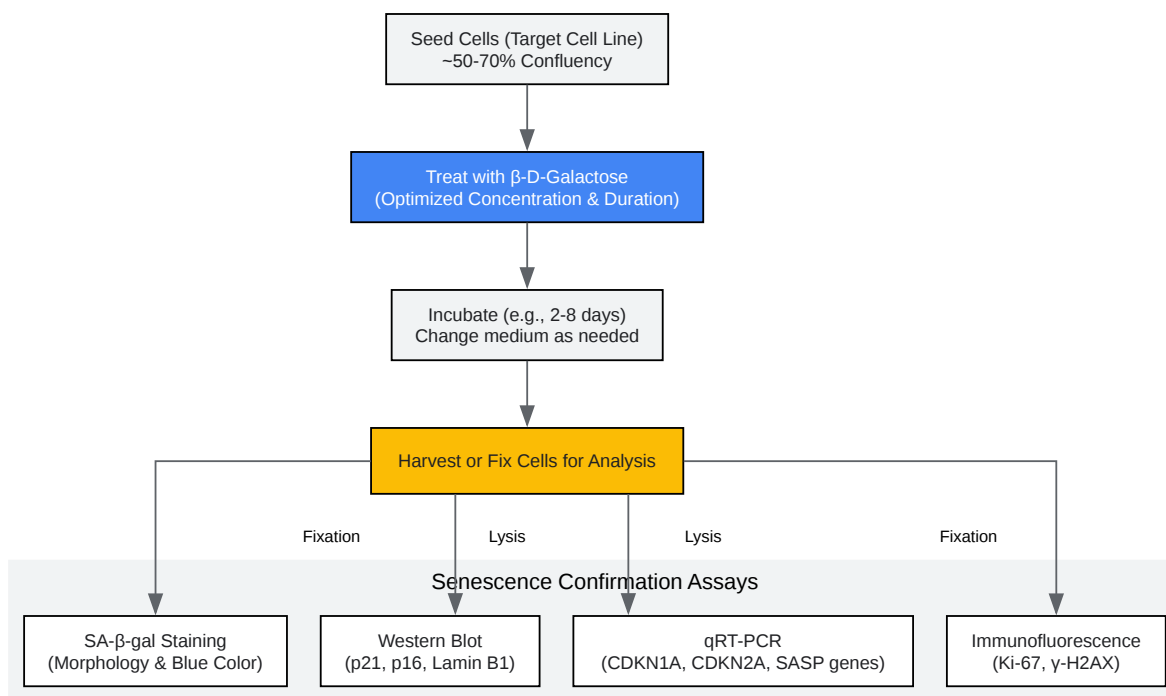 Seed Cells (Target Cell Line)
~50-70% Confluency
Treat with β-D-Galactose
(Optimized Concentration & Duration)
Incubate (e.g., 2-8 days)
Change medium as needed
Harvest or Fix Cells for Analysis
Fixation
Lysis
Lysis
Fixation
Senescence Confirmation Assays
SA-β-gal Staining
(Morphology & Blue Color)
Western Blot
(p21, p16, Lamin B1)
qRT-PCR
(CDKN1A, CDKN2A, SASP genes)
Immunofluorescence
(Ki-67, γ-H2AX)